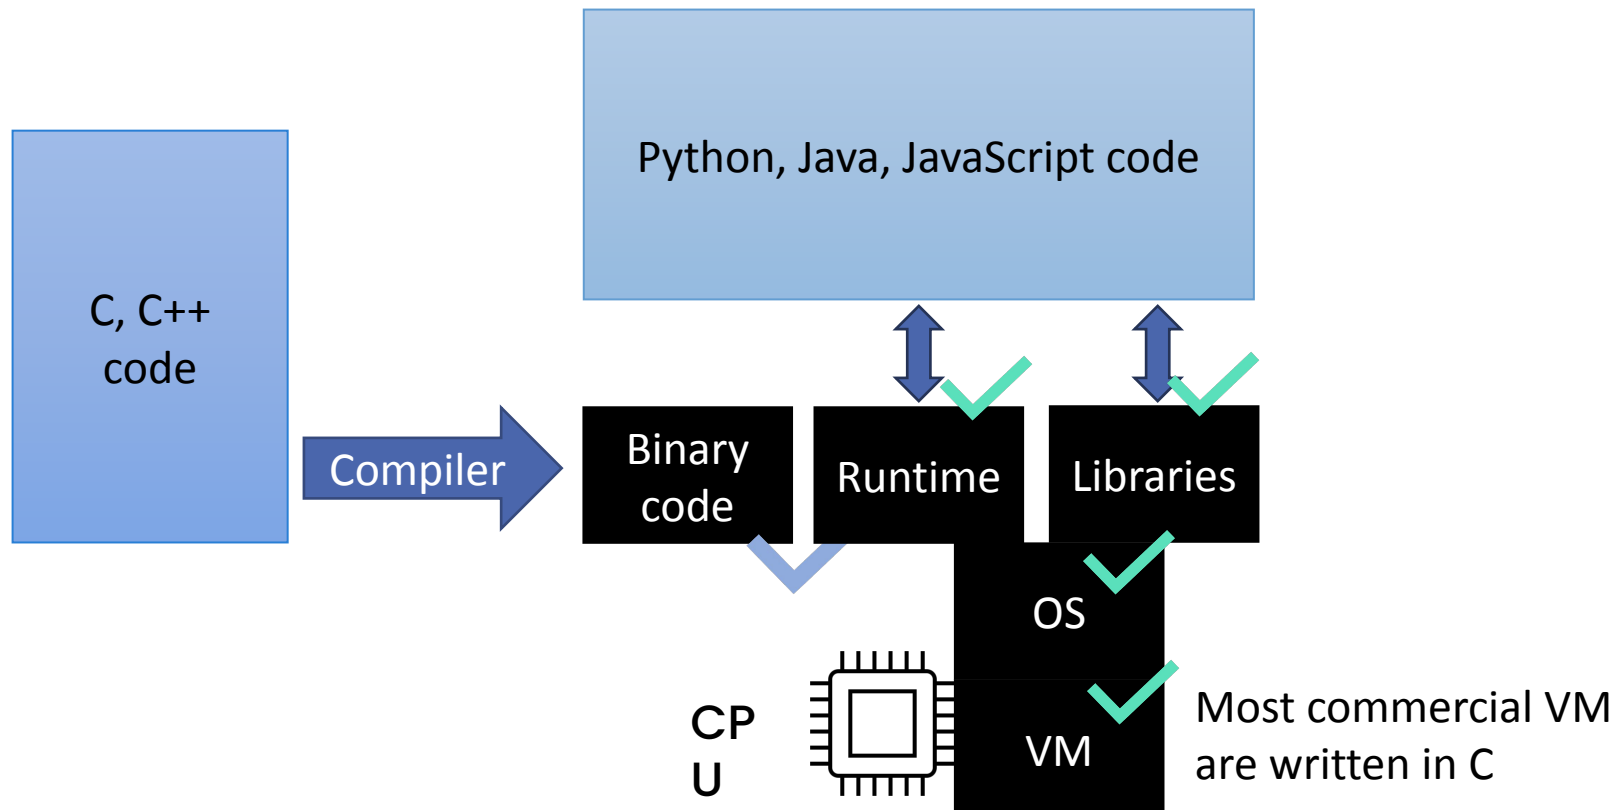 Python, Java, JavaScript code
C, C++
code
Compiler
Binary
code
Runtime
Libraries
OS
CP
U
VM
Most commercial VM
are written in C